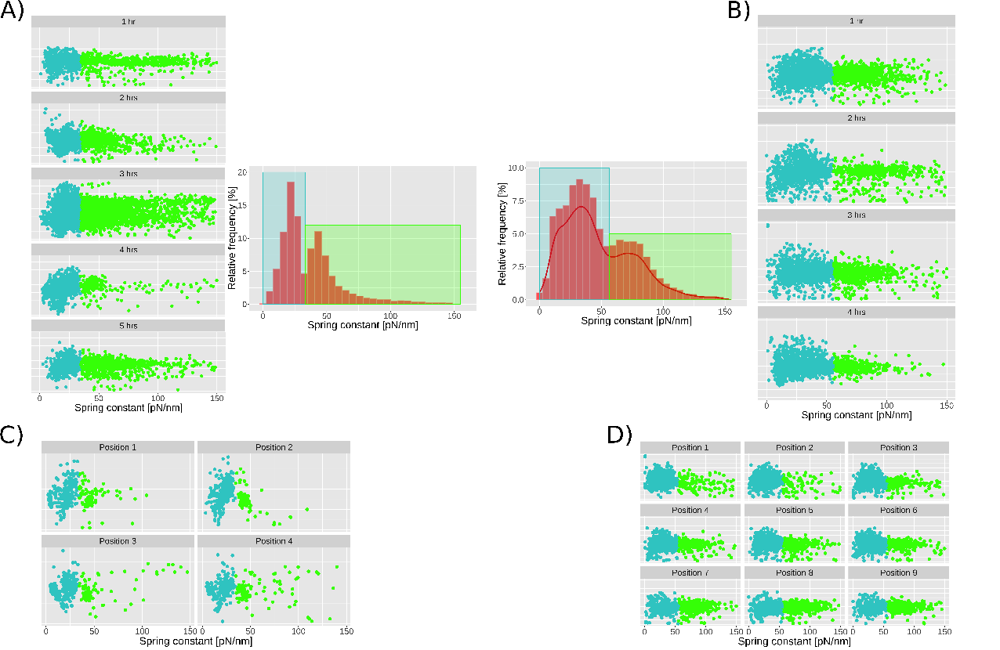 A)
1 hr
2 hrs
3 hrs
4 hrs
5 hrs
0 50 100 150
Spring constant [pN/nm]
20
15
10
5
0
Relative frequency [%]
0 50 100 150
Spring constant [pN/nm]
10.0
7.5
5.0
2.5
0.0
Relative frequency [%]
0 50 100 150
Spring constant [pN/nm]
B)
1 hr
2 hrs
3 hrs
4 hrs
0 50 100 150
Spring constant [pN/nm]
C)
Position 1 Position 2
Position 3 Position 4
0 50 100 150 0 50 100 150
Spring constant [pN/nm]
D)
Position 1 Position 2 Position 3
Position 4 Position 5 Position 6
Position 7 Position 8 Position 9
0 50 100 150 0 50 100 150 0 50 100 150
Spring constant [pN/nm]